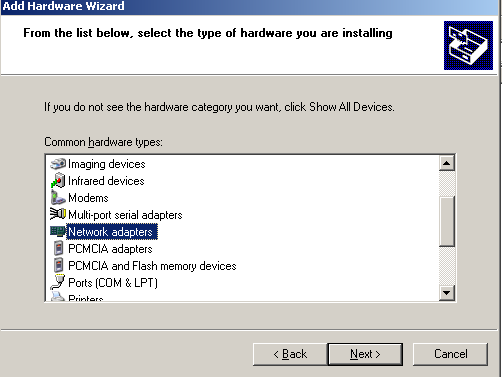 Add Hardware Wizard
From the list below, select the type of hardware you are installing
If you do not see the hardware category you want, click Show All Devices.
Common hardware types:
Imaging devices
Infrared devices
Modems
Multi-port serial adapters
Network adapters
PCMCIA adapters
PCMCIA and Flash memory devices
Ports (COM & LPT)
Printers
< Back
Next >
Cancel